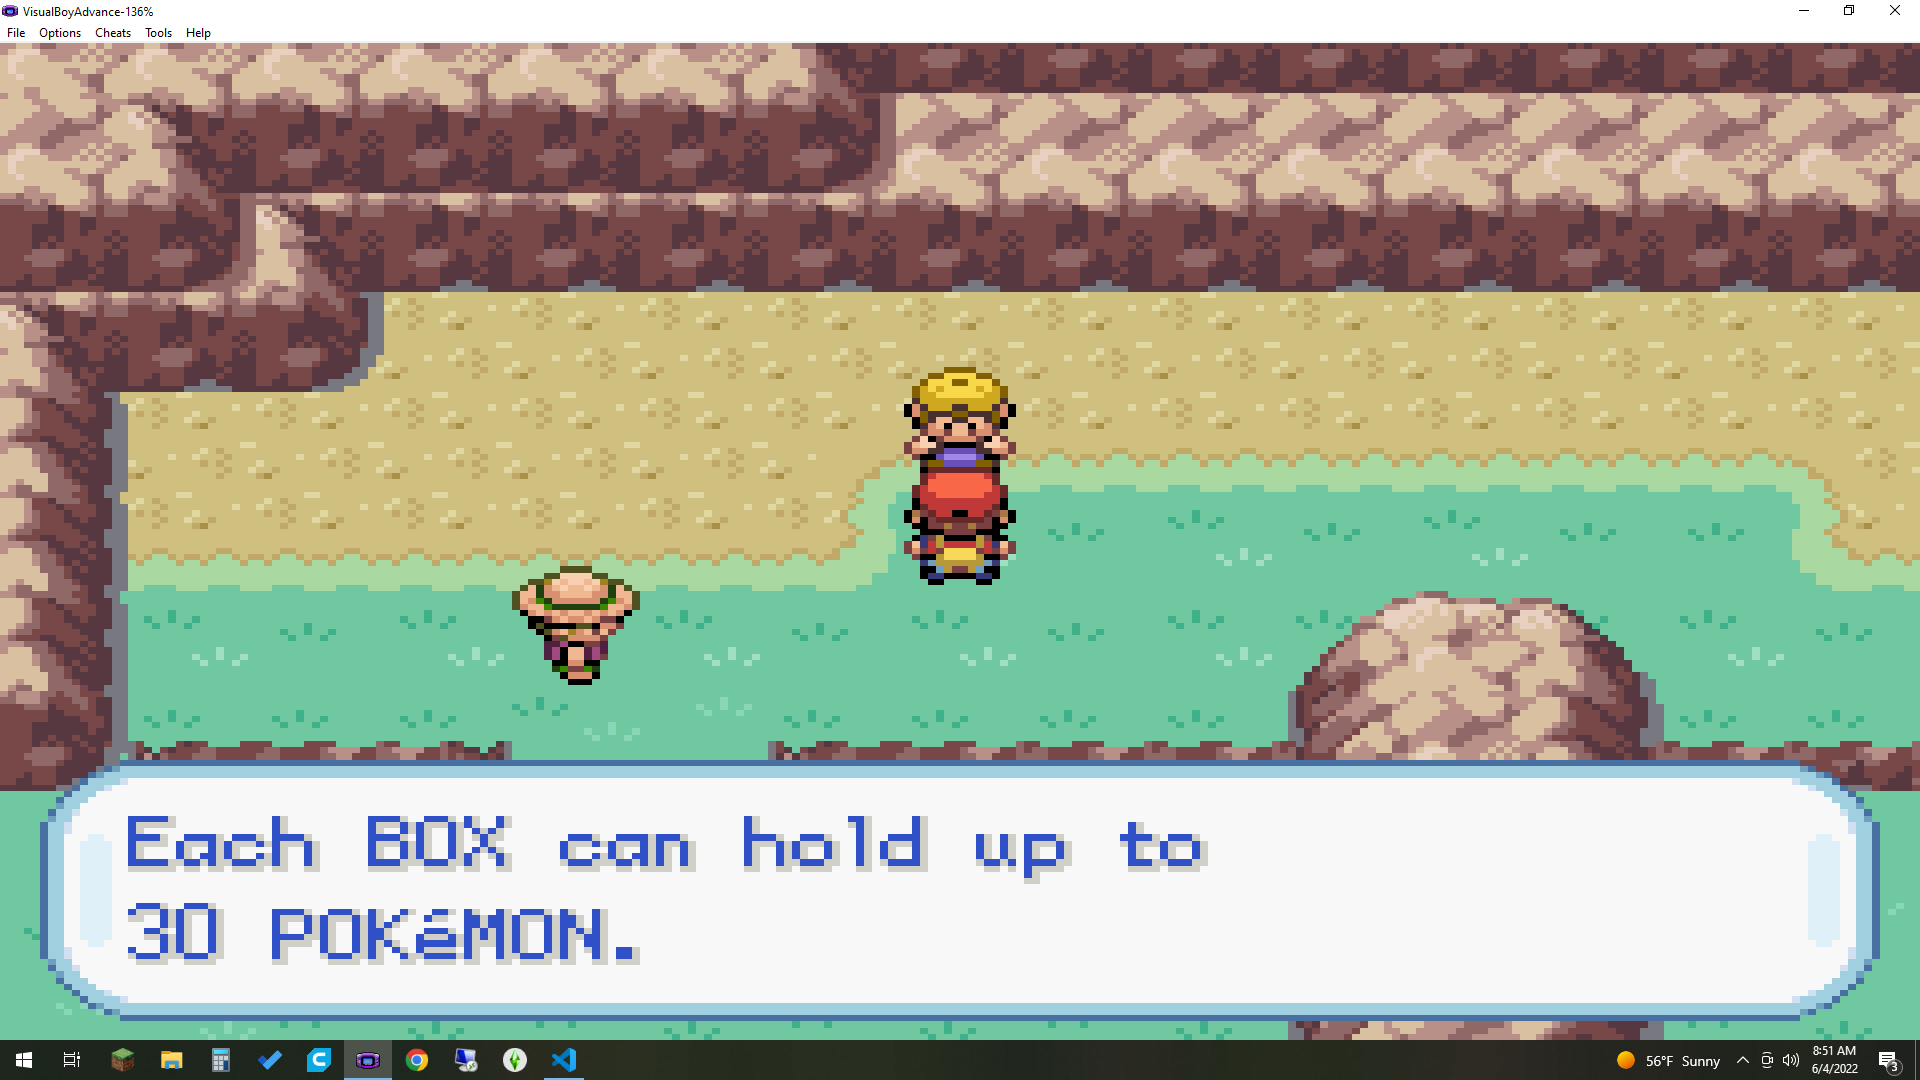 VisualBoyAdvance-136%
File Options Cheats Tools Help
Each BOX can hold up to
30 POKéMON.
56°F Sunny
8:51 AM
6/4/2022
3